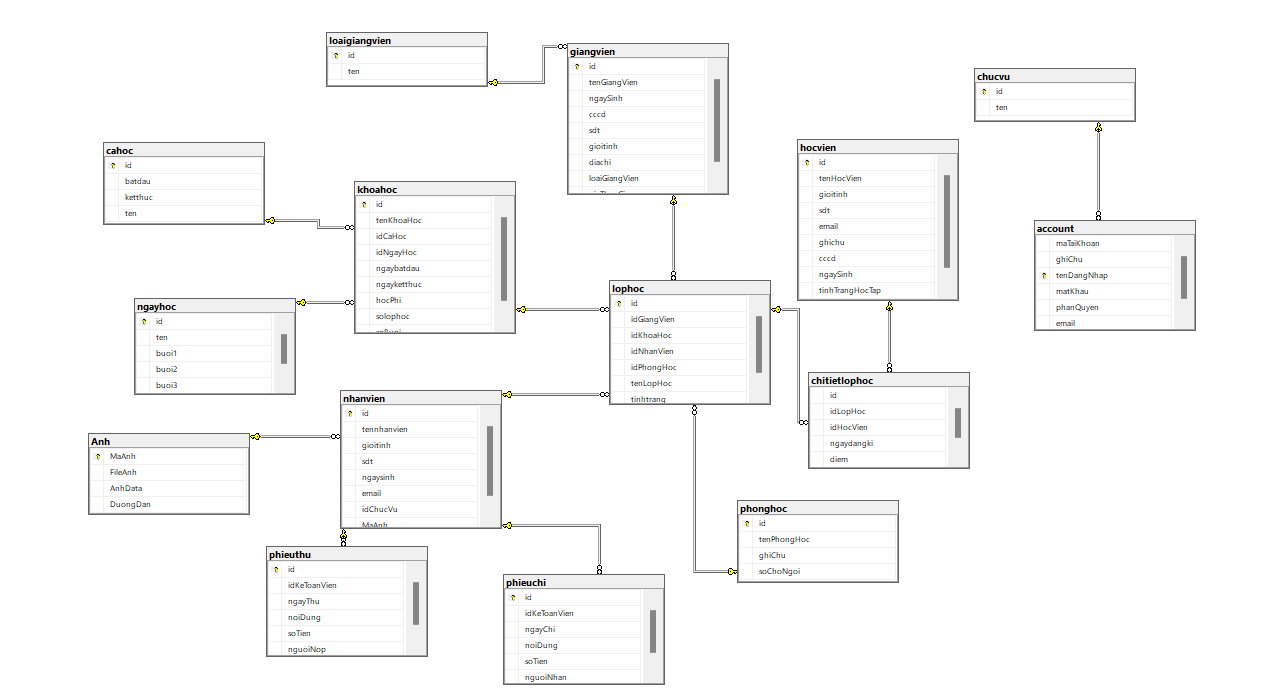 loaigiangvien
id
ten
giangvien
id
tenGiangVien
ngaySinh
cccd
sdt
gioitinh
diachi
loaiGiangVien
chucvu
id
ten
cahoc
id
batdau
ketthuc
ten
khoahoc
id
tenKhoaHoc
idCaHoc
idNgayHoc
ngaybatdau
ngayketthuc
hocPhi
solophoc
hocvien
id
tenHocVien
gioitinh
sdt
email
ghichu
cccd
ngaySinh
tinhTrangHocTap
account
maTaiKhoan
ghiChu
tenDangNhap
matKhau
phanQuyen
email
ngayhoc
id
ten
buoi1
buoi2
buoi3
lophoc
id
idGiangVien
idKhoaHoc
idNhanVien
idPhongHoc
tenLopHoc
tinhtrang
chitietlophoc
id
idLopHoc
idHocVien
ngaydangki
diem
nhanvien
id
tennhanvien
gioitinh
sdt
ngaysinh
email
idChucVu
MaAnh
Anh
MaAnh
FileAnh
AnhData
DuongDan
phonghoc
id
tenPhongHoc
ghiChu
soChoNgoi
phieuthu
id
idKeToanVien
ngayThu
noiDung
soTien
nguoiNop
phieuchi
id
idKeToanVien
ngayChi
noiDung
soTien
nguoiNhan